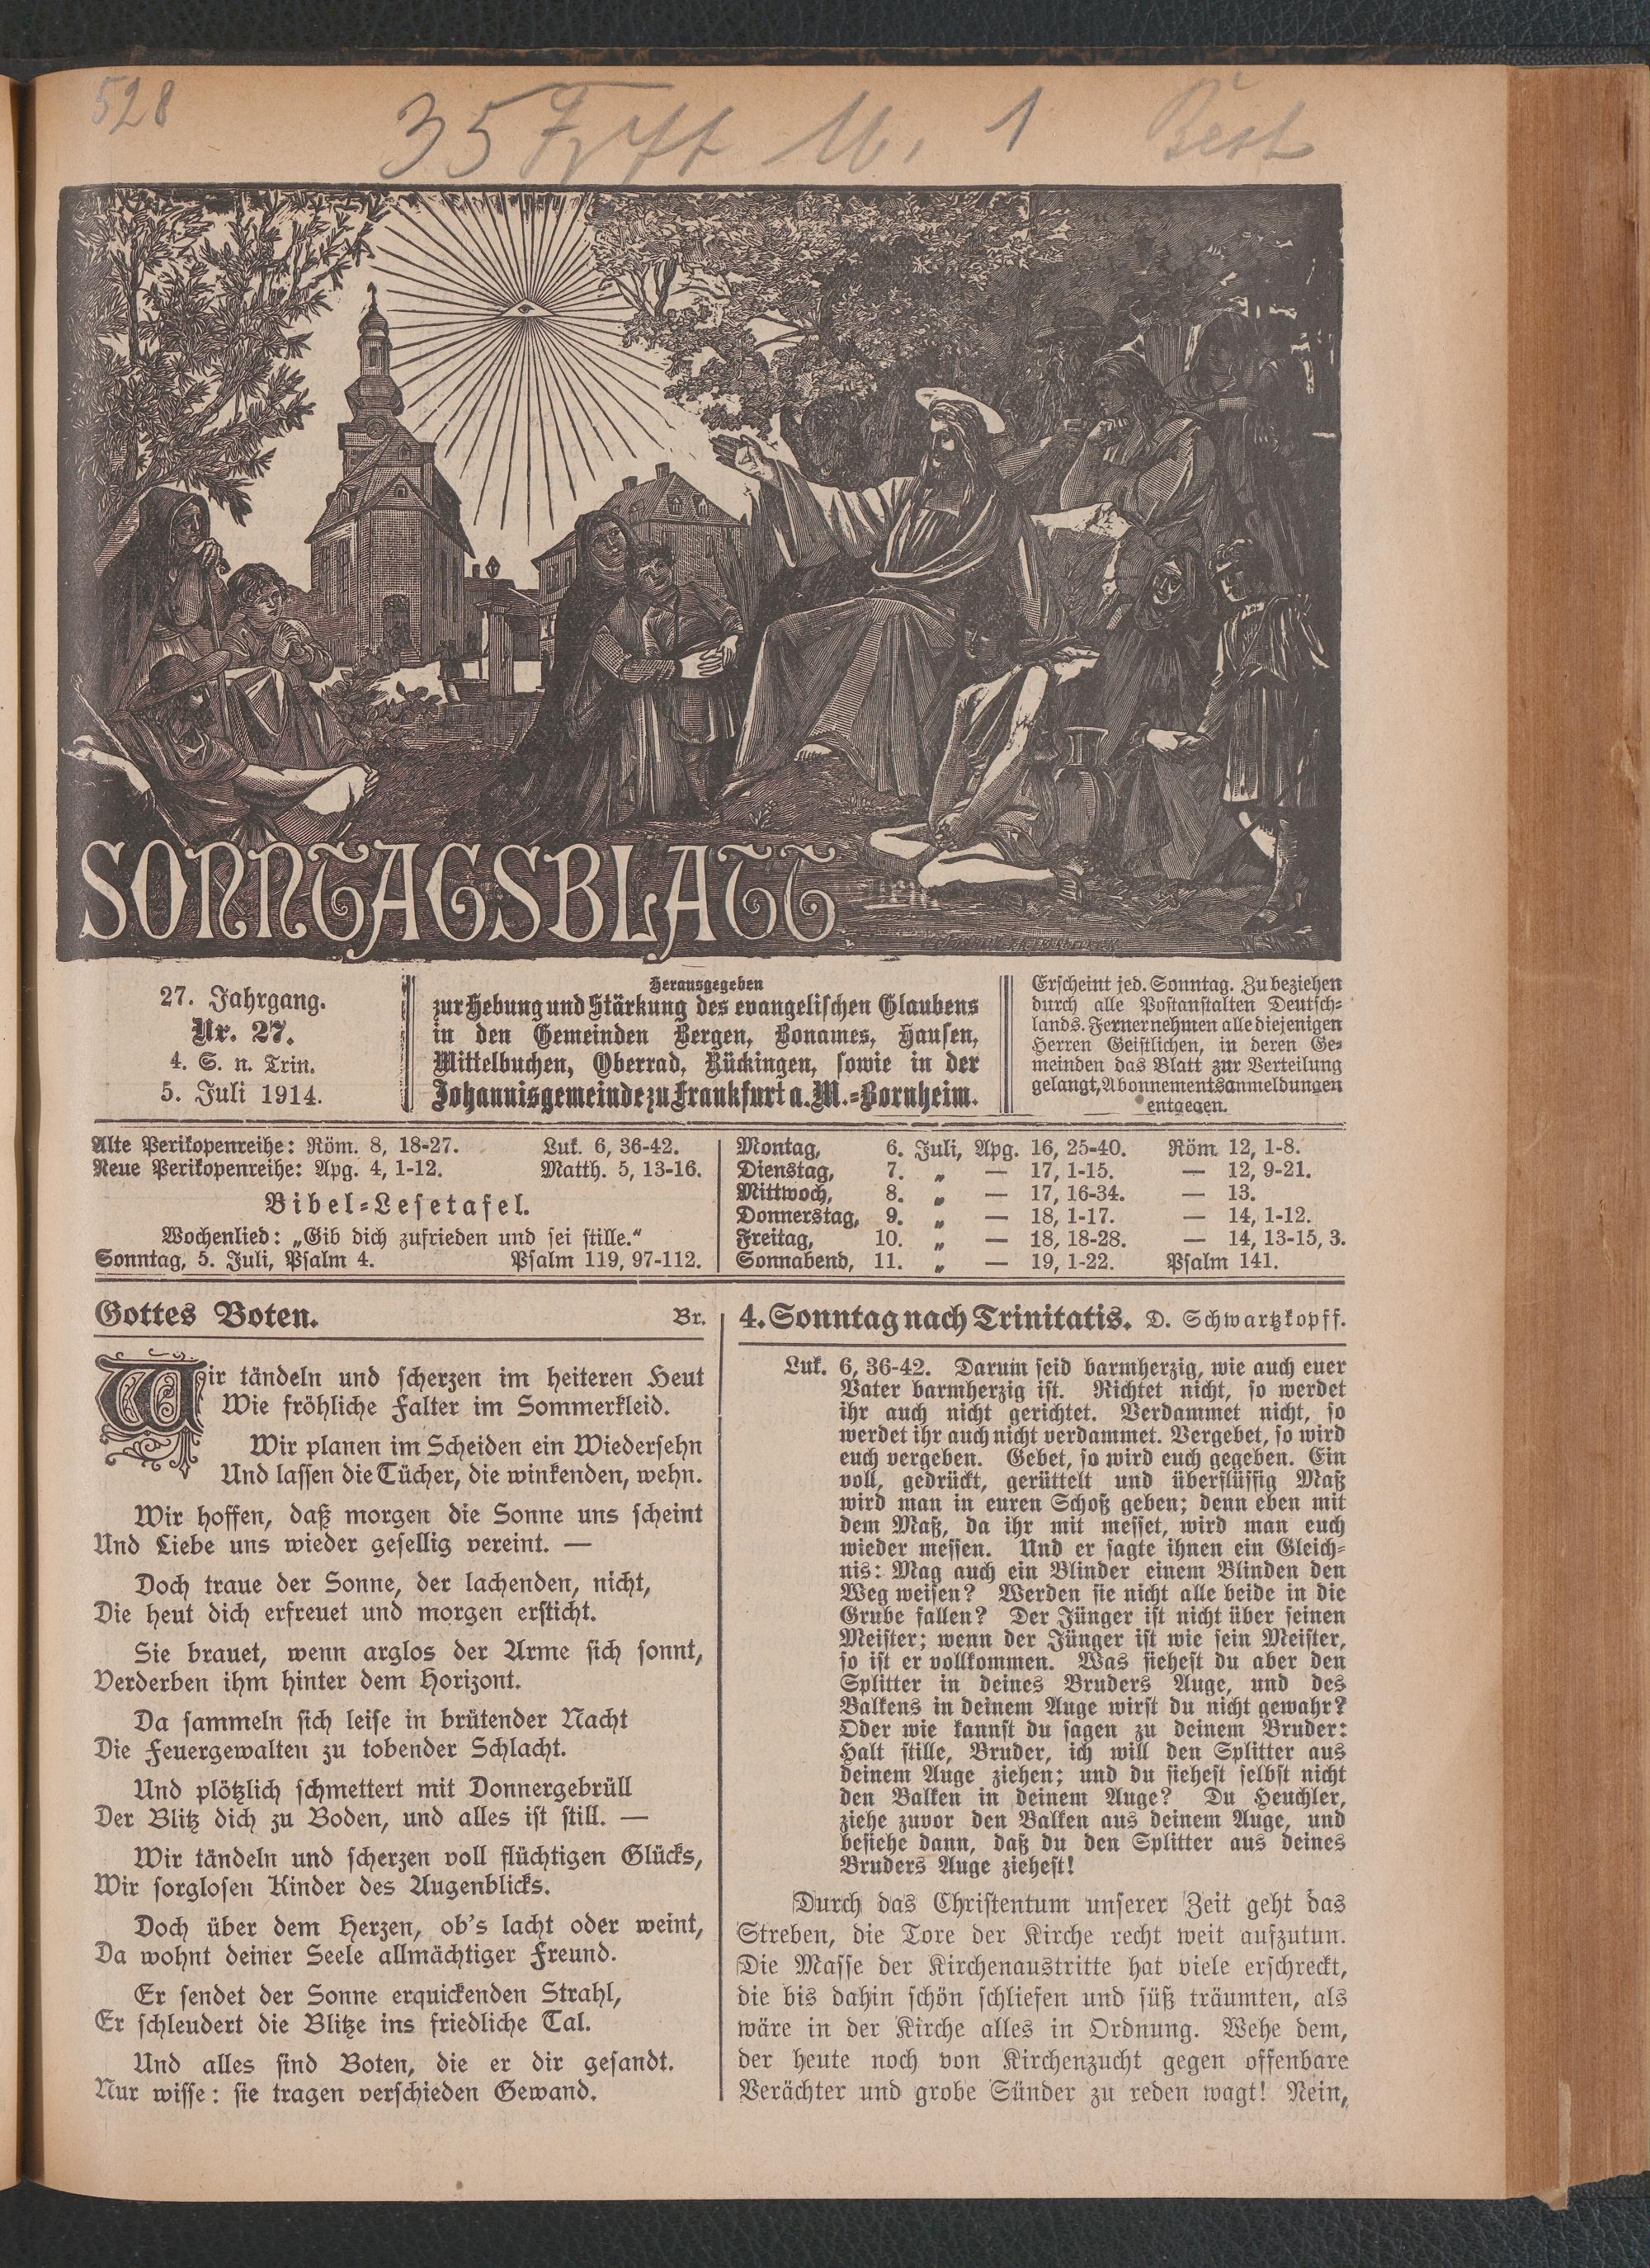 528
35 M. 1
SONNTAGSBLATT
27. Jahrgang.
Nr. 27.
4. S. n. Trin.
5. Juli 1914.
Herausgegeben
zur Hebung und Stärkung des evangelischen Glaubens
in den Gemeinden Bergen, Bonames, Hausen,
Mittelbuchen, Oberrad, Rückingen, sowie in der
Johannisgemeinde zu Frankfurt a. M.-Bornheim.
Erscheint jed. Sonntag. Zu beziehen
durch alle Postanstalten Deutsch-
lands. Ferner nehmen alle diejenigen
Herren Geistlichen, in deren Ge-
meinden das Blatt zur Verteilung
gelangt, Abonnementsanmeldungen
entgegen.
Alte Perikopenreihe: Röm. 8, 18-27. Luk. 6, 36-42.
Neue Perikopenreihe: Apg. 4, 1-12. Matth. 5, 13-16.
Bibel-Lesetafel.
Wochenlied: „Gib dich zufrieden und sei stille.“
Sonntag, 5. Juli, Psalm 4. Psalm 119, 97-112.
Montag, 6. Juli, Apg. 16, 25-40. Röm. 12, 1-8.
Dienstag, 7. „ — 17, 1-15. — 12, 9-21.
Mittwoch, 8. „ — 17, 16-34. — 13.
Donnerstag, 9. „ — 18, 1-17. — 14, 1-12.
Freitag, 10. „ — 18, 18-28. — 14, 13-15, 3.
Sonnabend, 11. „ — 19, 1-22. Psalm 141.
Gottes Boten. Br.
Wir tändeln und scherzen im heiteren Heut
Wie fröhliche Falter im Sommerkleid.
Wir planen im Scheiden ein Wiedersehn
Und lassen die Tücher, die winkenden, wehn.
Wir hoffen, daß morgen die Sonne uns scheint
Und Liebe uns wieder gesellig vereint. —
Doch traue der Sonne, der lachenden, nicht,
Die heut dich erfreuet und morgen ersticht.
Sie brauet, wenn arglos der Arme sich sonnt,
Verderben ihm hinter dem Horizont.
Da sammeln sich leise in brütender Nacht
Die Feuergewalten zu tobender Schlacht.
Und plötzlich schmettert mit Donnergebrüll
Der Blitz dich zu Boden, und alles ist still. —
Wir tändeln und scherzen voll flüchtigen Glücks,
Wir sorglosen Kinder des Augenblicks.
Doch über dem Herzen, ob's lacht oder weint,
Da wohnt deiner Seele allmächtiger Freund.
Er sendet der Sonne erquickenden Strahl,
Er schleudert die Blitze ins friedliche Tal.
Und alles sind Boten, die er dir gesandt.
Nur wisse: sie tragen verschieden Gewand.
4. Sonntag nach Trinitatis. D. Schwartzkopff.
Luk. 6, 36-42. Darum seid barmherzig, wie auch euer
Vater barmherzig ist. Richtet nicht, so werdet
ihr auch nicht gerichtet. Verdammet nicht, so
werdet ihr auch nicht verdammet. Vergebet, so wird
euch vergeben. Gebet, so wird euch gegeben. Ein
voll, gedrückt, gerüttelt und überflüssig Maß
wird man in euren Schoß geben; denn eben mit
dem Maß, da ihr mit messet, wird man euch
wieder messen. Und er sagte ihnen ein Gleich-
nis: Mag auch ein Blinder einem Blinden den
Weg weisen? Werden sie nicht alle beide in die
Grube fallen? Der Jünger ist nicht über seinen
Meister; wenn der Jünger ist wie sein Meister,
so ist er vollkommen. Was siehest du aber den
Splitter in deines Bruders Auge, und des
Balkens in deinem Auge wirst du nicht gewahr?
Oder wie kannst du sagen zu deinem Bruder:
Halt stille, Bruder, ich will den Splitter aus
deinem Auge ziehen; und du siehest selbst nicht
den Balken in deinem Auge? Du Heuchler,
ziehe zuvor den Balken aus deinem Auge, und
besiehe dann, daß du den Splitter aus deines
Bruders Auge ziehest!
Durch das Christentum unserer Zeit geht das
Streben, die Tore der Kirche recht weit aufzutun.
Die Masse der Kirchenaustritte hat viele erschreckt,
die bis dahin schön schliefen und süß träumten, als
wäre in der Kirche alles in Ordnung. Wehe dem,
der heute noch von Kirchenzucht gegen offenbare
Verächter und grobe Sünder zu reden wagt! Nein,